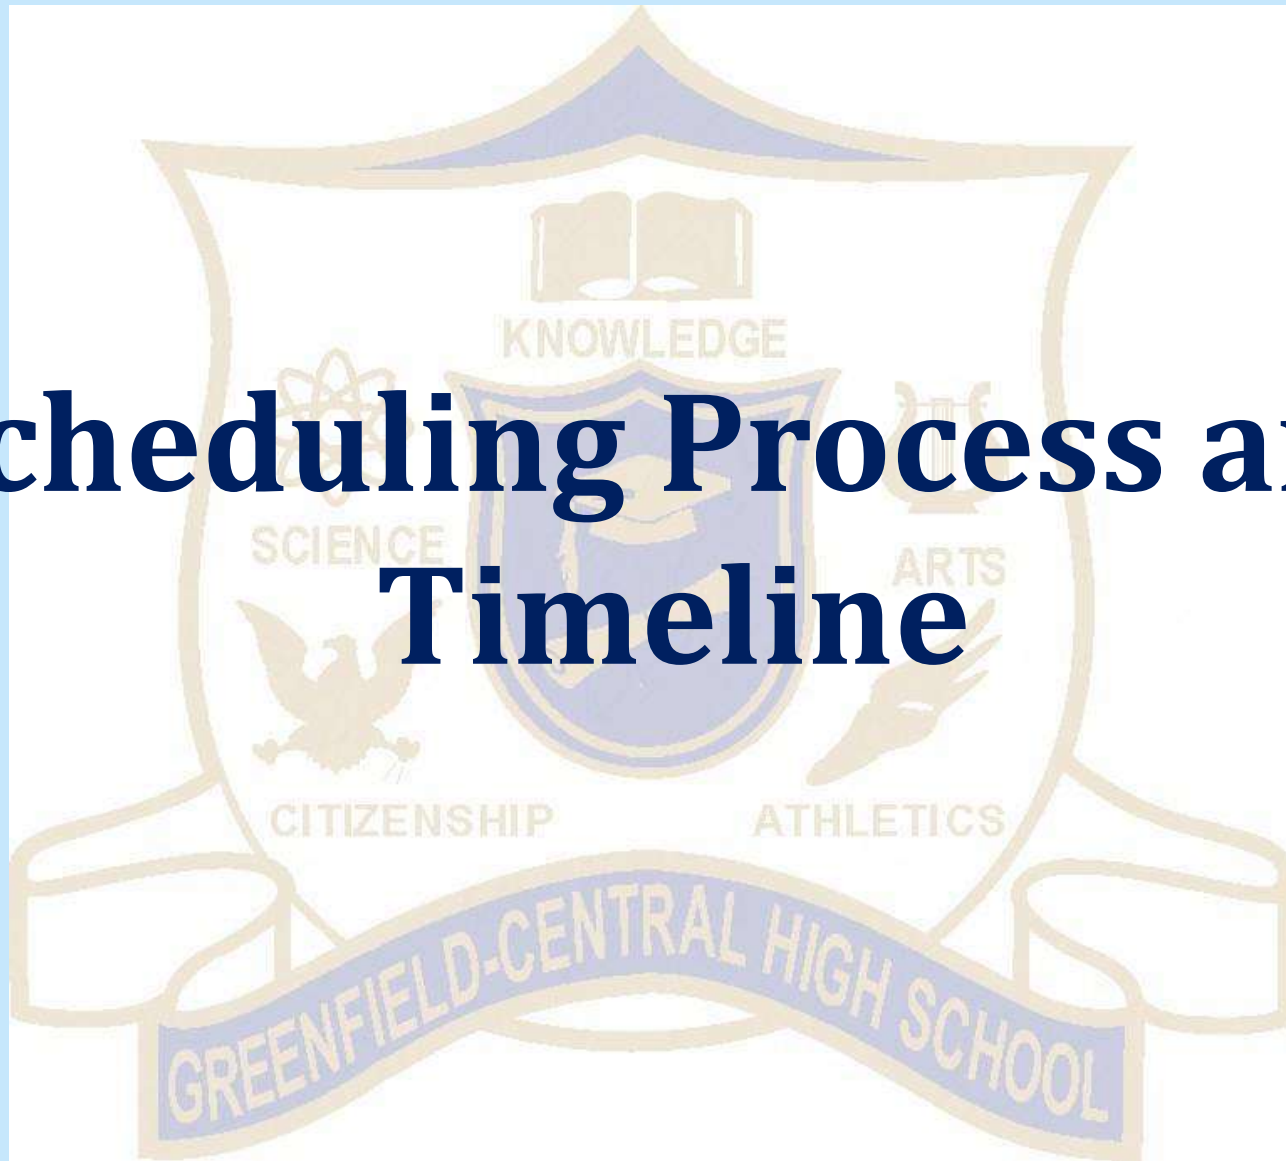 KNOWLEDGE
cheduling Process a
SCIENCE
ARTS
Timeline
CITIZENSHIP
ATHLETICS
GREENFIELD-CENTRAL HIGH SCHOOL